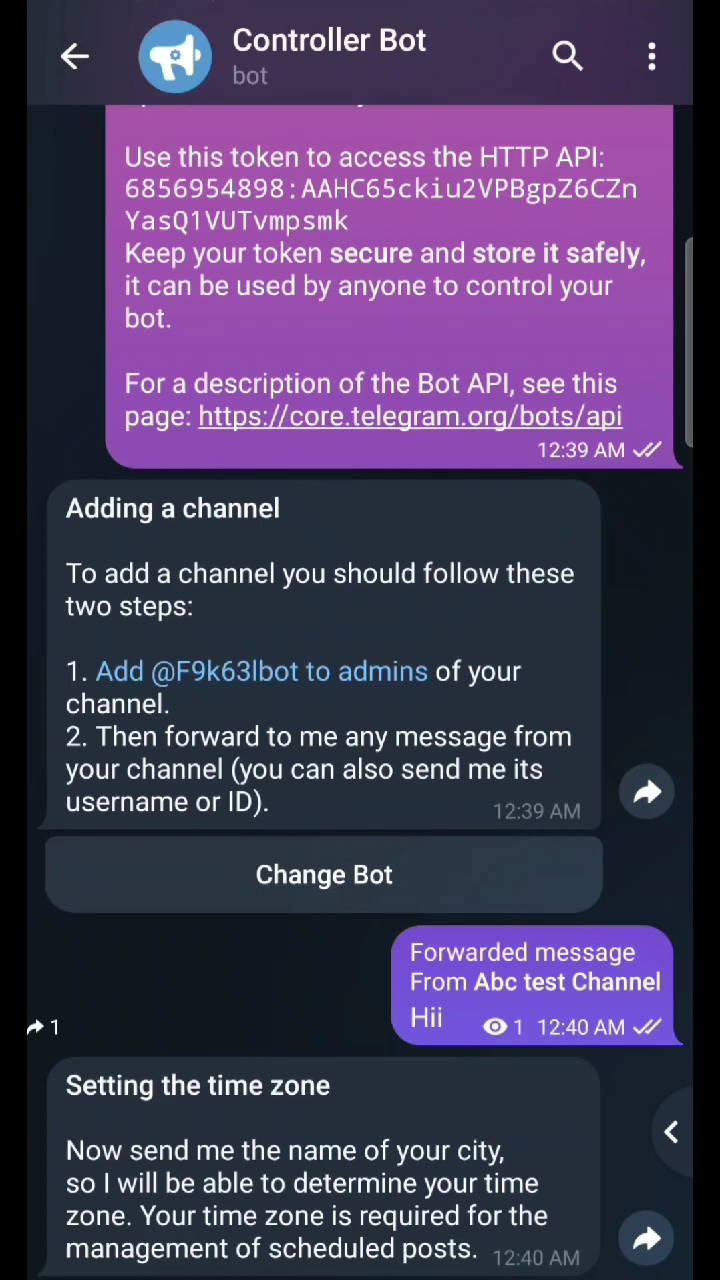 Controller Bot
bot
Use this token to access the HTTP API:
6856954898:AAHC65ckiu2VPBgpZ6CZn
YasQ1VUTvmpsmk
Keep your token secure and store it safely,
it can be used by anyone to control your
bot.
For a description of the Bot API, see this
page: https://core.telegram.org/bots/api
12:39 AM
Adding a channel
To add a channel you should follow these
two steps:
1. Add @F9k63lbot to admins of your
channel.
2. Then forward to me any message from
your channel (you can also send me its
username or ID).
12:39 AM
Change Bot
Forwarded message
From Abc test Channel
Hii
1 12:40 AM
1
Setting the time zone
Now send me the name of your city,
so I will be able to determine your time
zone. Your time zone is required for the
management of scheduled posts.
12:40 AM